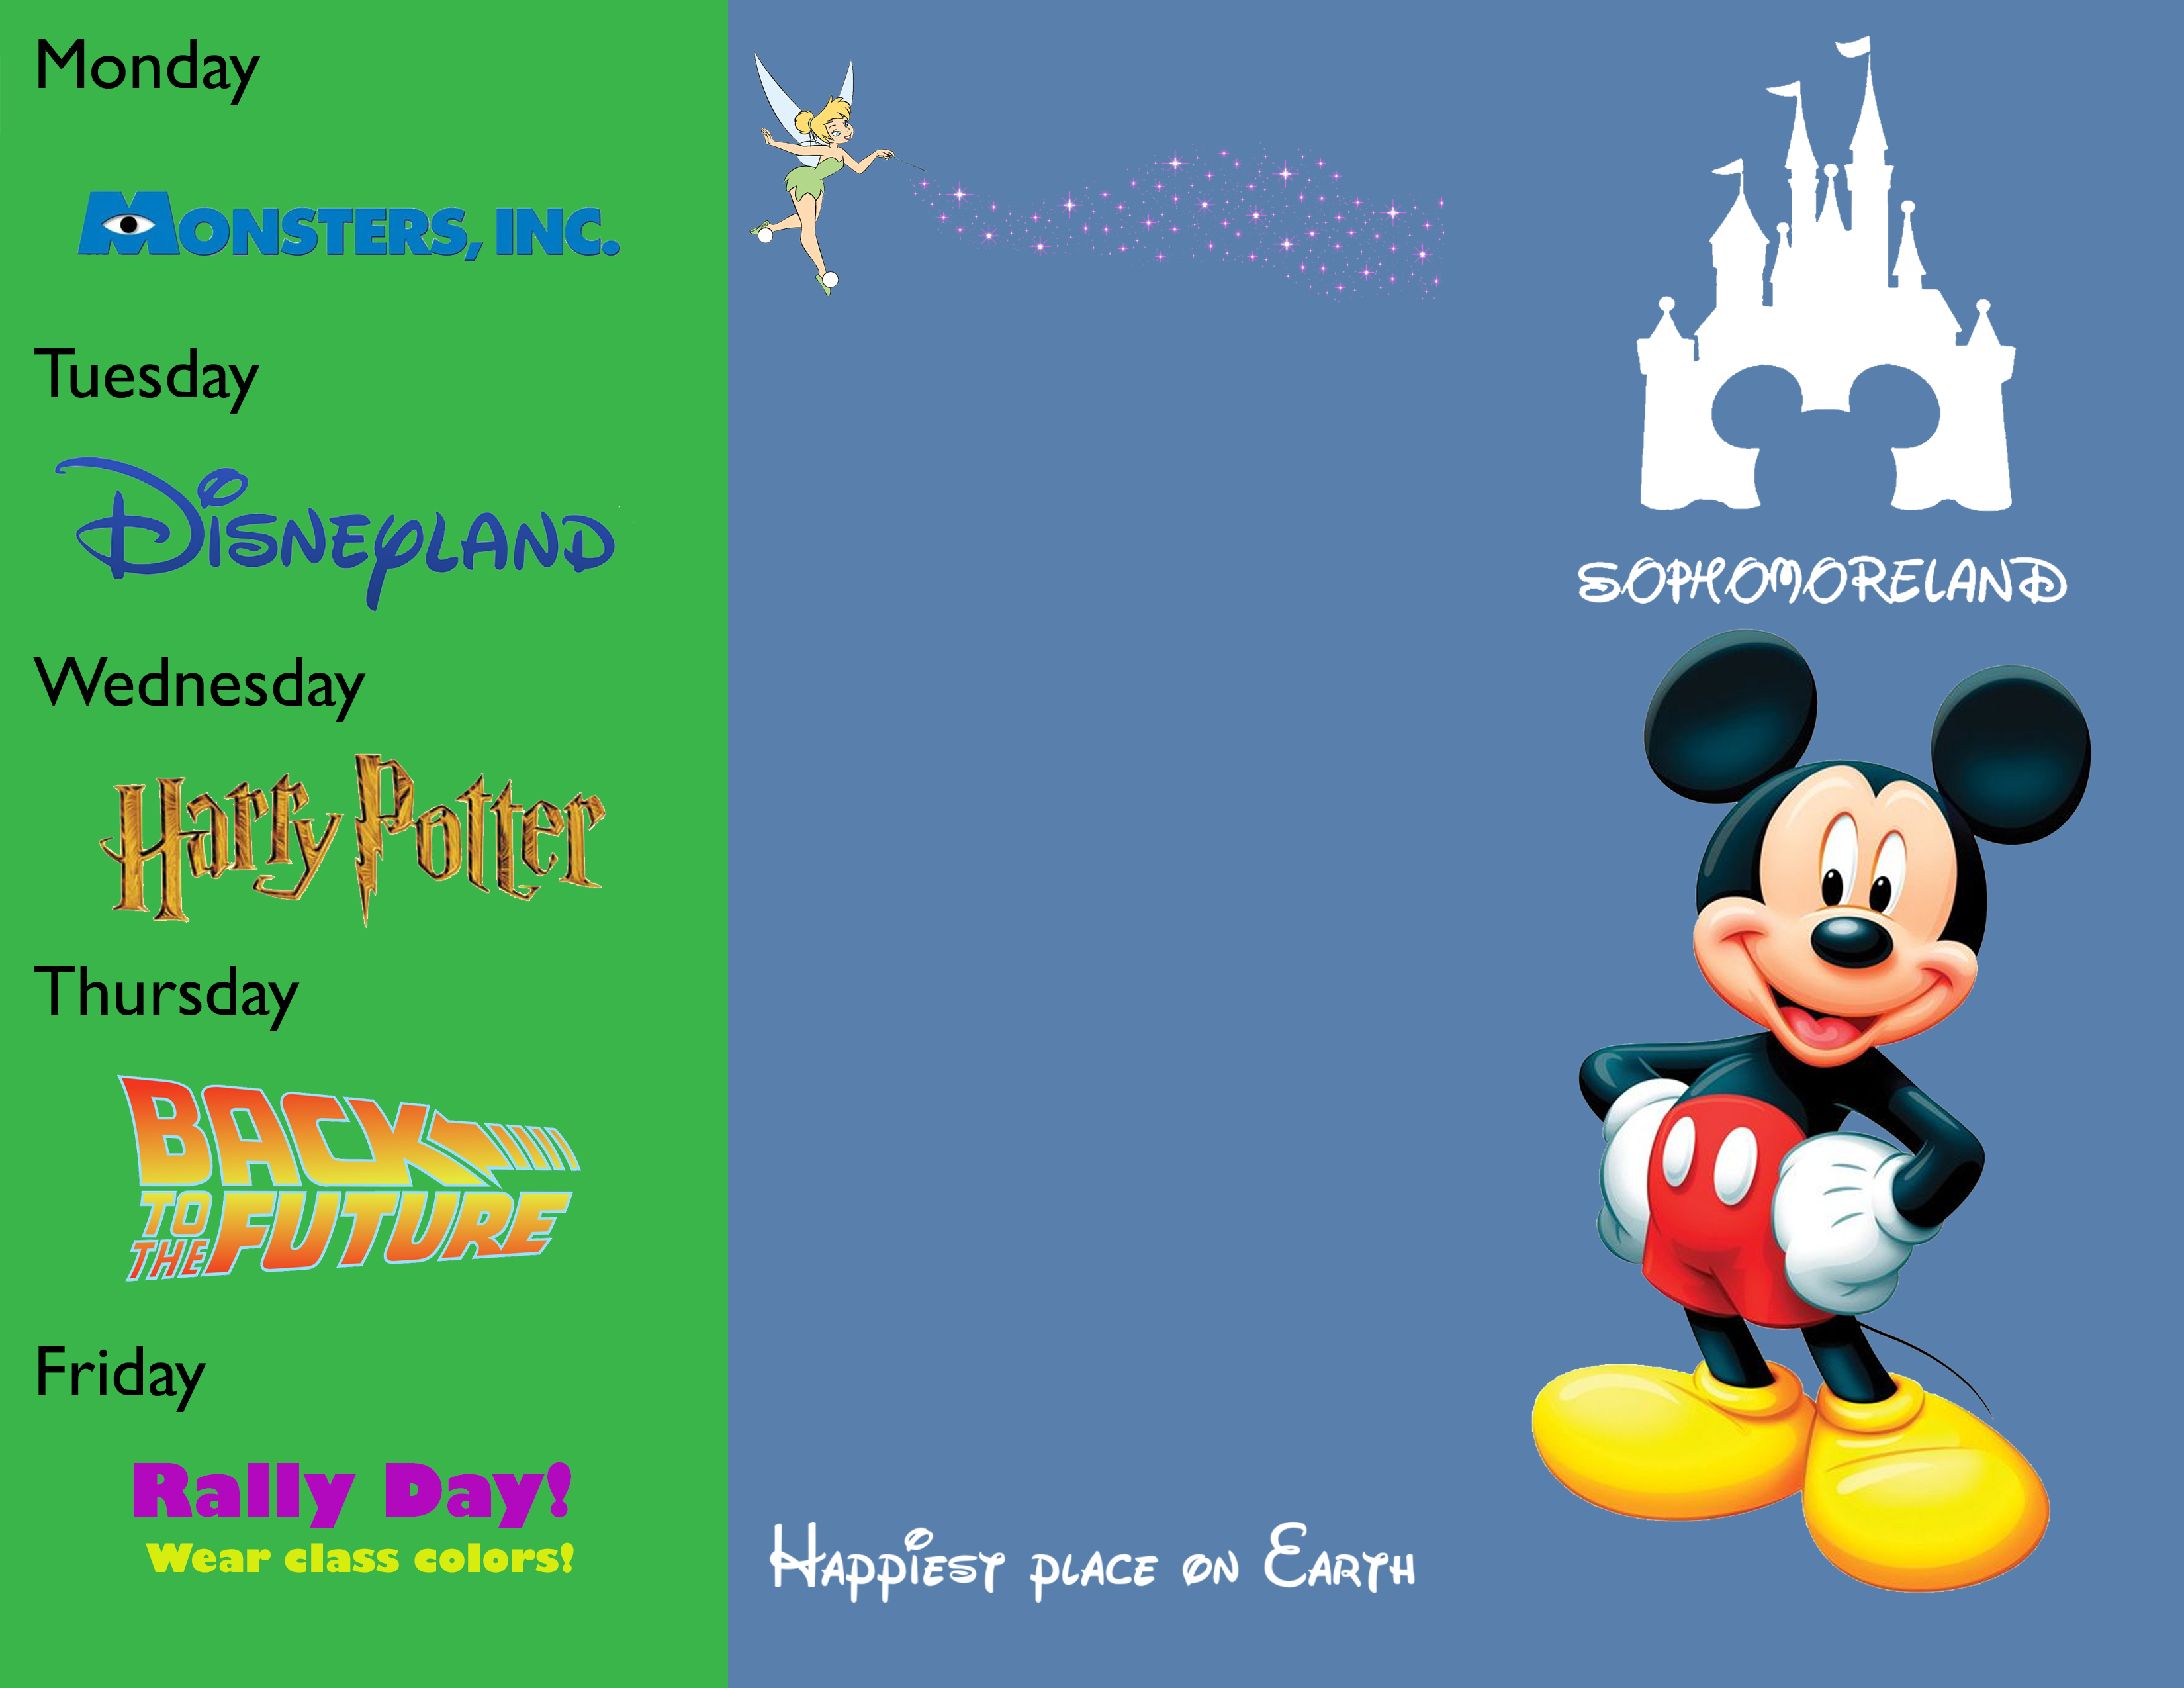 Monday
MONSTERS, INC.
Tuesday
DISNEYLAND
Wednesday
Harry Potter
Thursday
BACK
TO
THE FUTURE
Friday
Rally Day!
Wear class colors!
HAPPIEST PLACE ON EARTH
SOPHOMORELAND